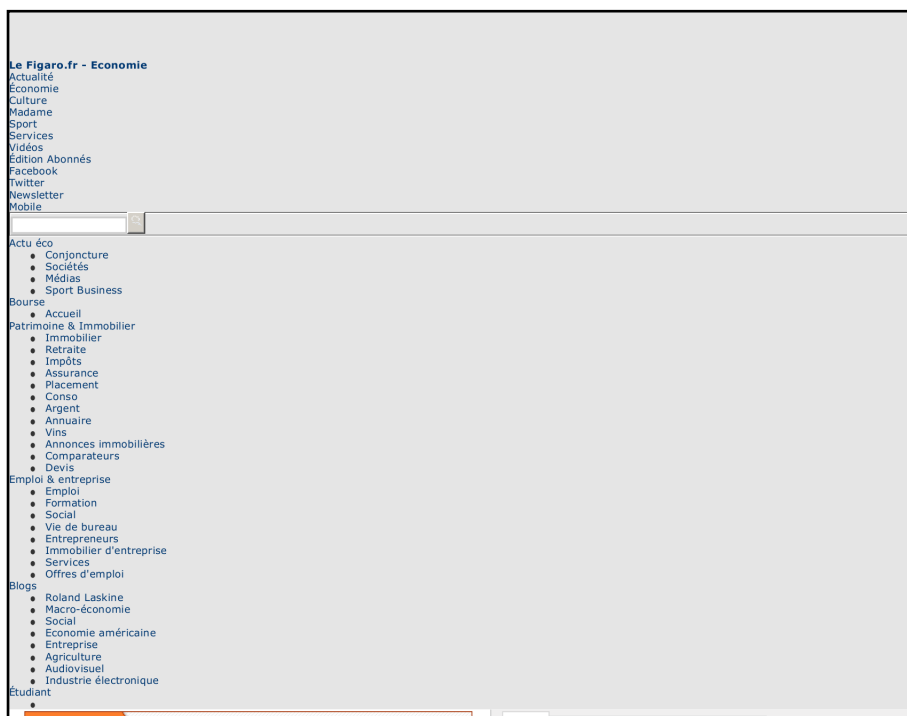 Le Figaro.fr - Economie
Actualité
Économie
Culture
Madame
Sport
Services
Vidéos
Édition Abonnés
Facebook
Twitter
Newsletter
Mobile
Actu éco
Conjoncture
Sociétés
Médias
Sport Business
Bourse
Accueil
Patrimoine & Immobilier
Immobilier
Retraite
Impôts
Assurance
Placement
Conso
Argent
Annuaire
Vins
Annonces immobilières
Comparateurs
Devis
Emploi & entreprise
Emploi
Formation
Social
Vie de bureau
Entrepreneurs
Immobilier d'entreprise
Services
Offres d'emploi
Blogs
Roland Laskine
Macro-économie
Social
Economie américaine
Entreprise
Agriculture
Audiovisuel
Industrie électronique
Étudiant